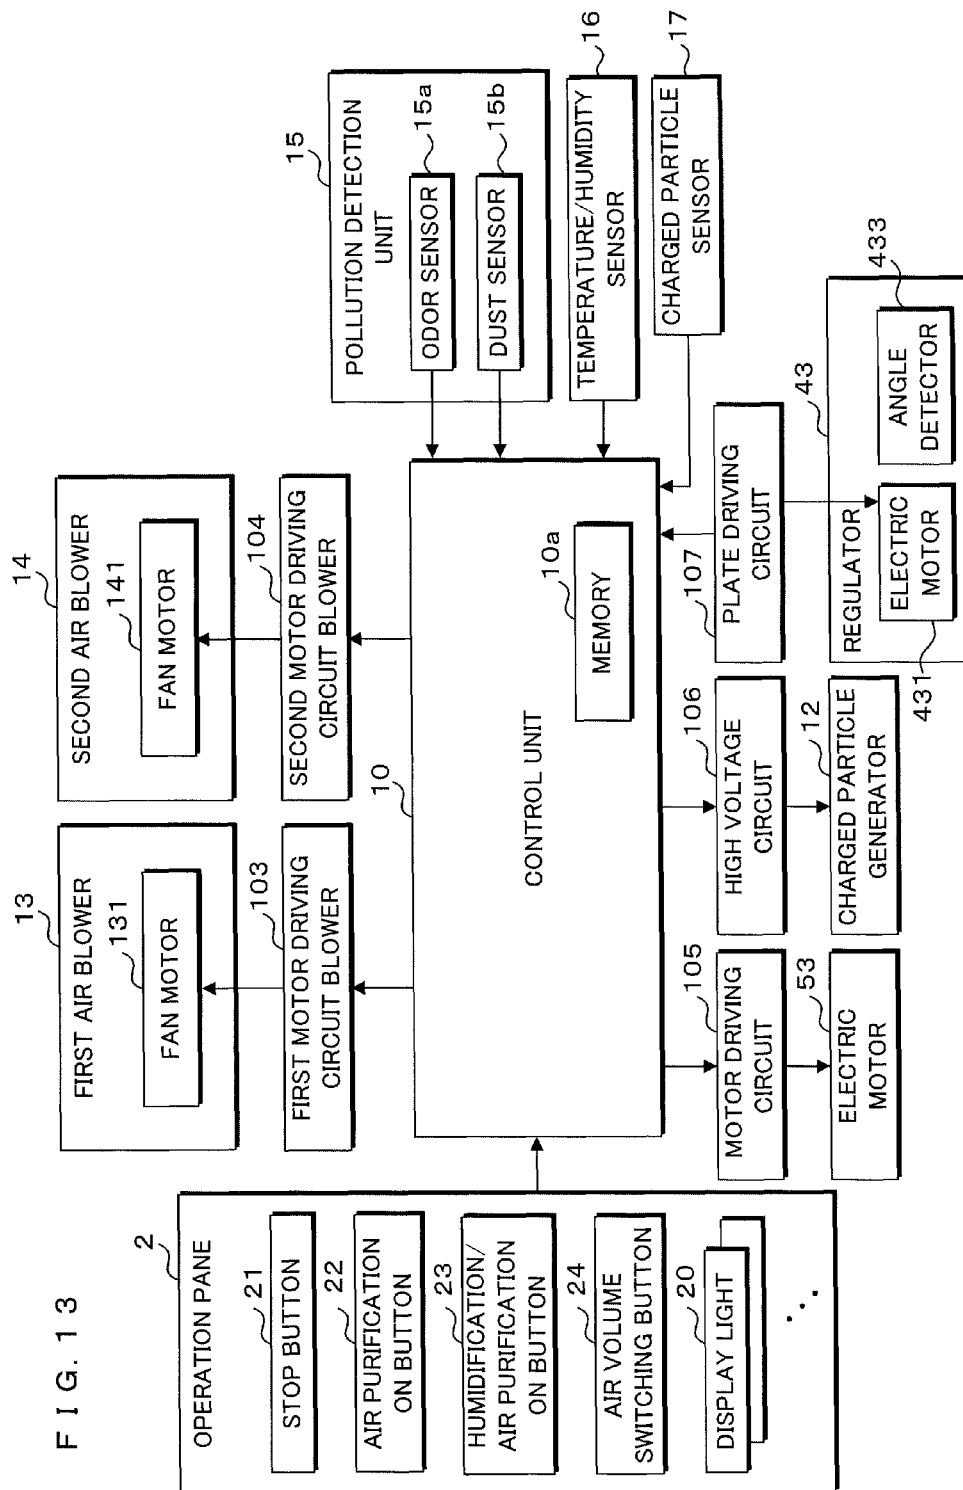 FIG. 13
OPERATION PANE
2
STOP BUTTON
21
AIR PURIFICATION
ON BUTTON
22
HUMIDIFICATION/
AIR PURIFICATION
ON BUTTON
23
AIR VOLUME
SWITCHING BUTTON
24
DISPLAY LIGHT
20
FIRST AIR BLOWER
13
FAN MOTOR
131
FIRST MOTOR DRIVING
CIRCUIT BLOWER
103
SECOND AIR BLOWER
14
FAN MOTOR
141
SECOND MOTOR DRIVING
CIRCUIT BLOWER
104
CONTROL UNIT
10
MEMORY
10a
POLLUTION DETECTION
UNIT
15
ODOR SENSOR
15a
DUST SENSOR
15b
TEMPERATURE/HUMIDITY
SENSOR
16
CHARGED PARTICLE
SENSOR
17
MOTOR DRIVING
CIRCUIT
105
ELECTRIC
MOTOR
53
HIGH VOLTAGE
CIRCUIT
106
CHARGED PARTICLE
GENERATOR
12
PLATE DRIVING
CIRCUIT
107
REGULATOR
43
ELECTRIC
MOTOR
431
ANGLE
DETECTOR
433